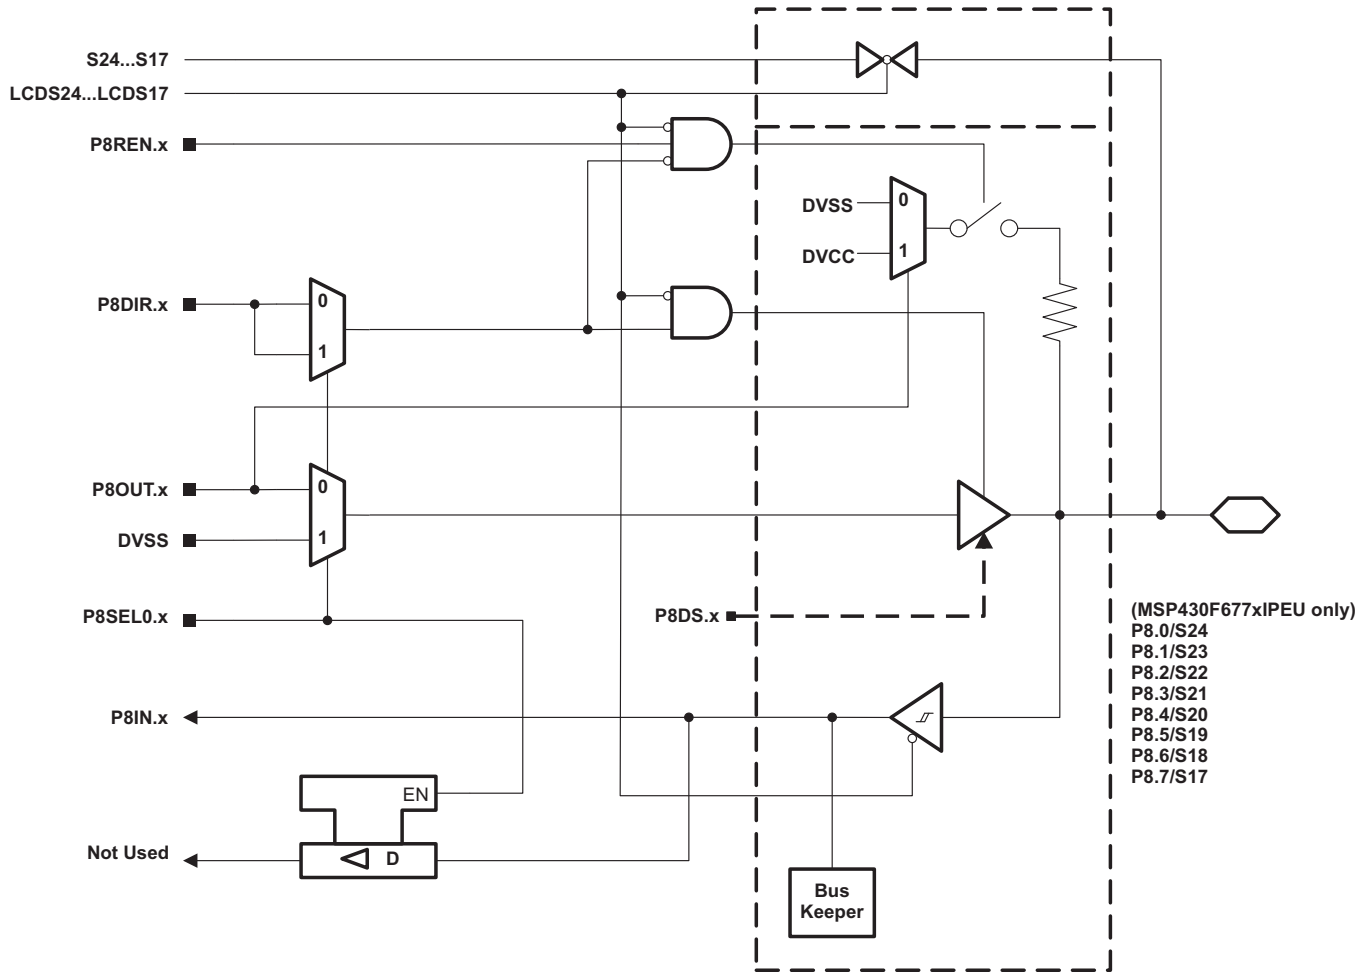 S24...S17
LCDS24...LCDS17
P8REN.x
DVSS
0
DVCC
1
P8DIR.x
0
1
P8OUT.x
0
DVSS
1
P8SEL0.x
P8DS.x
(MSP430F677xIPEU only)
P8.0/S24
P8.1/S23
P8.2/S22
P8.3/S21
P8.4/S20
P8.5/S19
P8.6/S18
P8.7/S17
P8IN.x
EN
Not Used
D
Bus
Keeper